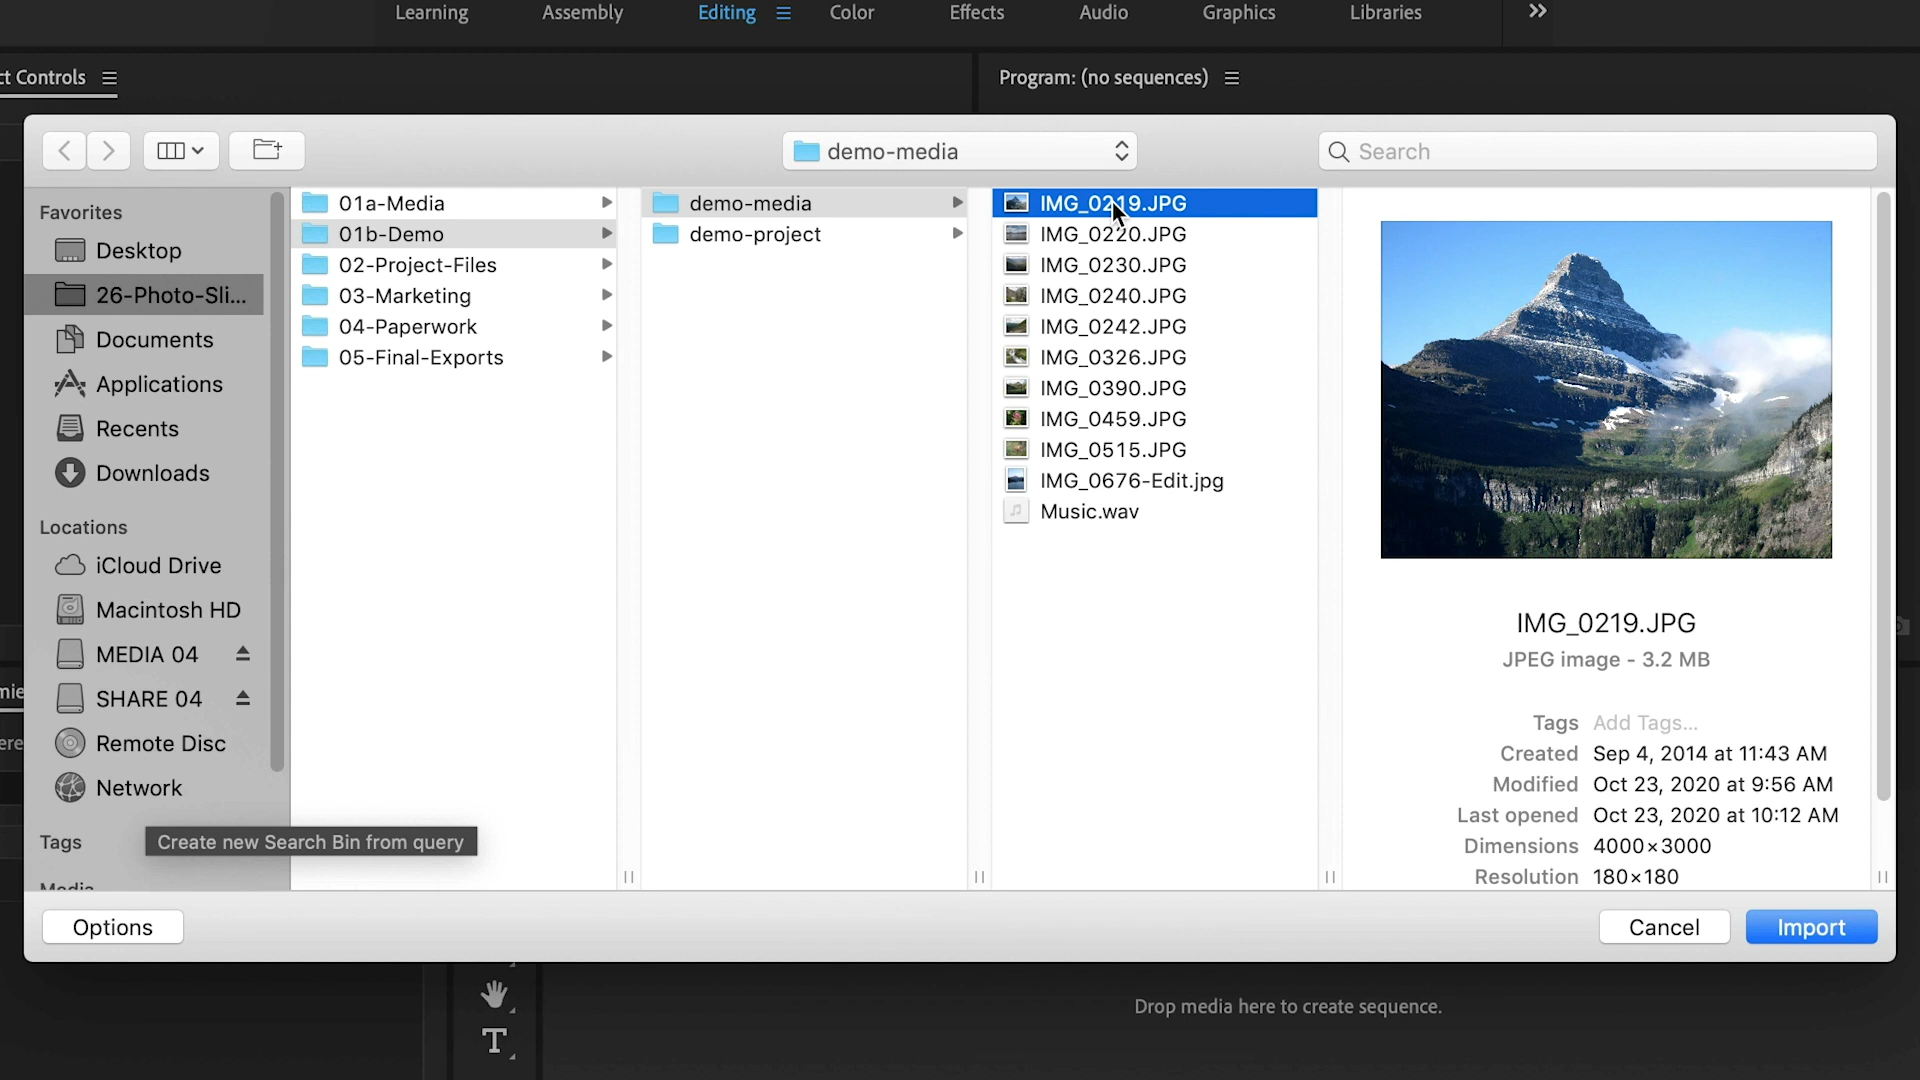 Learning Assembly Editing Color Effects Audio Graphics Libraries
ct Controls
Program: (no sequences)
demo-media
Search
Favorites
Desktop
26-Photo-Sli...
Documents
Applications
Recents
Downloads
Locations
iCloud Drive
Macintosh HD
MEDIA 04
SHARE 04
Remote Disc
Network
Tags
Media
01a-Media
01b-Demo
02-Project-Files
03-Marketing
04-Paperwork
05-Final-Exports
Create new Search Bin from query
demo-media
demo-project
IMG_0219.JPG
IMG_0220.JPG
IMG_0230.JPG
IMG_0240.JPG
IMG_0242.JPG
IMG_0326.JPG
IMG_0390.JPG
IMG_0459.JPG
IMG_0515.JPG
IMG_0676-Edit.jpg
Music.wav
IMG_0219.JPG
JPEG image - 3.2 MB
Tags Add Tags...
Created Sep 4, 2014 at 11:43 AM
Modified Oct 23, 2020 at 9:56 AM
Last opened Oct 23, 2020 at 10:12 AM
Dimensions 4000×3000
Resolution 180×180
mie
ere
Options
Cancel
Import
Drop media here to create sequence.